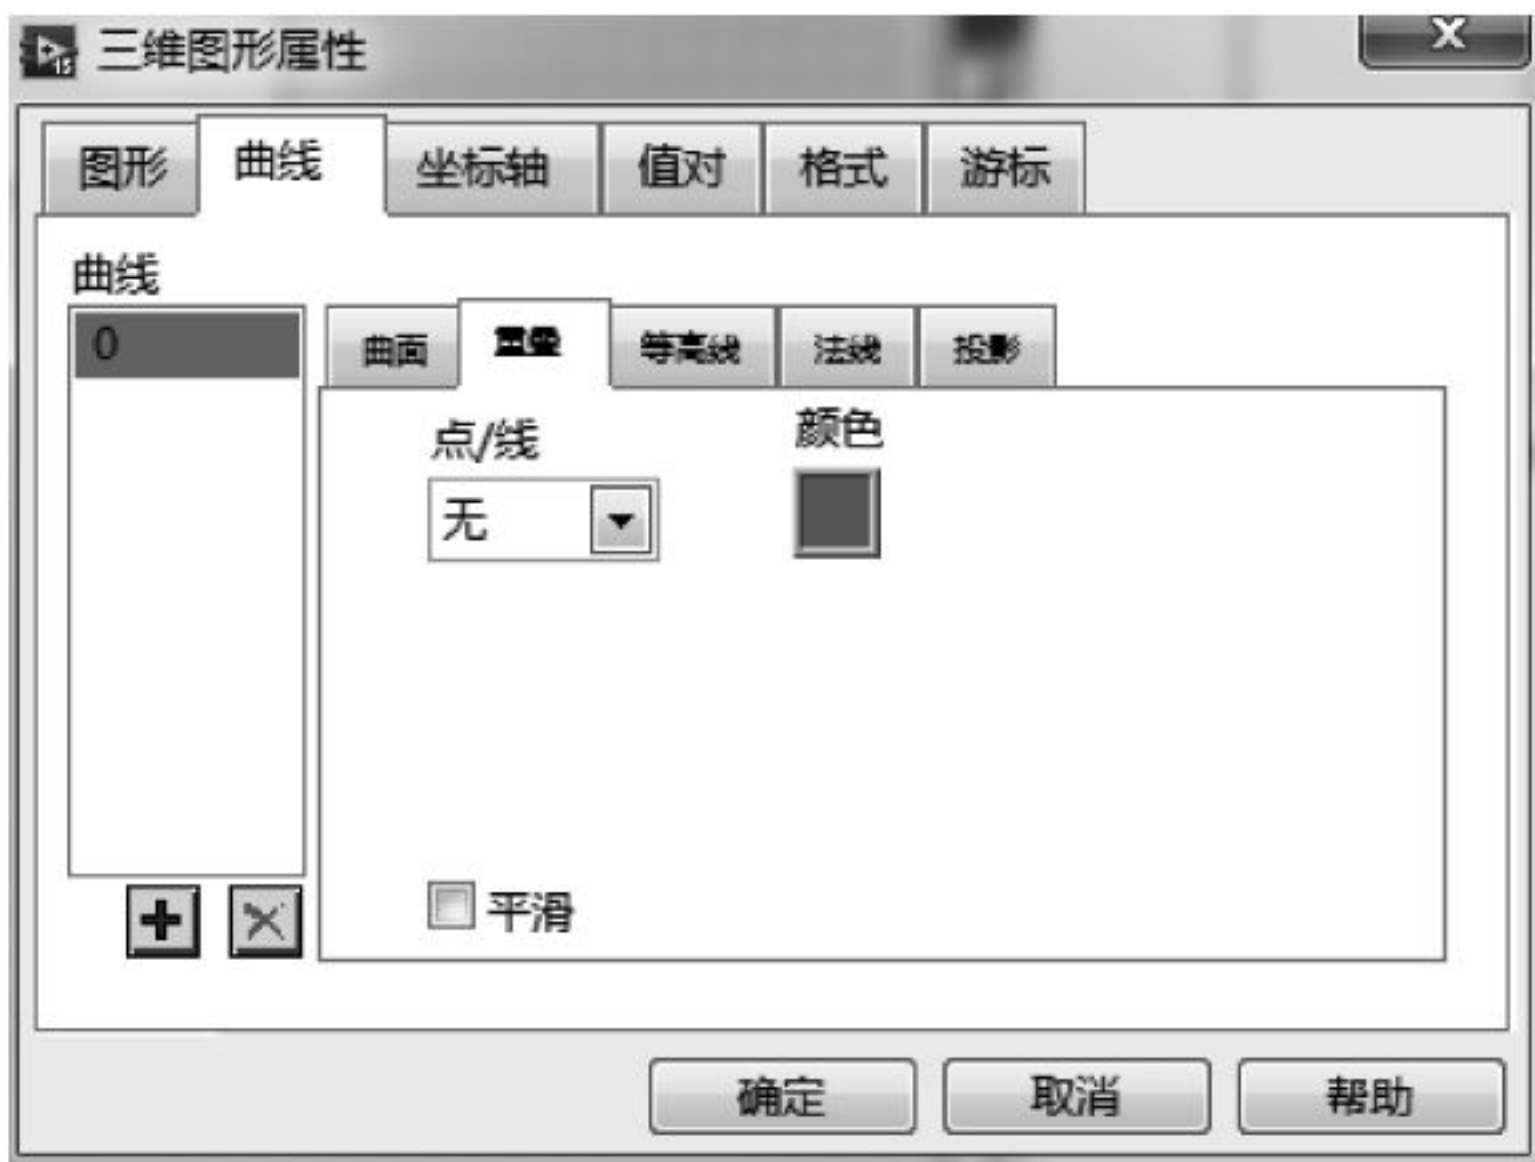 三维图形属性
图形 曲线 坐标轴 值对 格式 游标
曲线
0
曲面 重叠 等高线 法线 投影
点/线 颜色
无
平滑
确定 取消 帮助